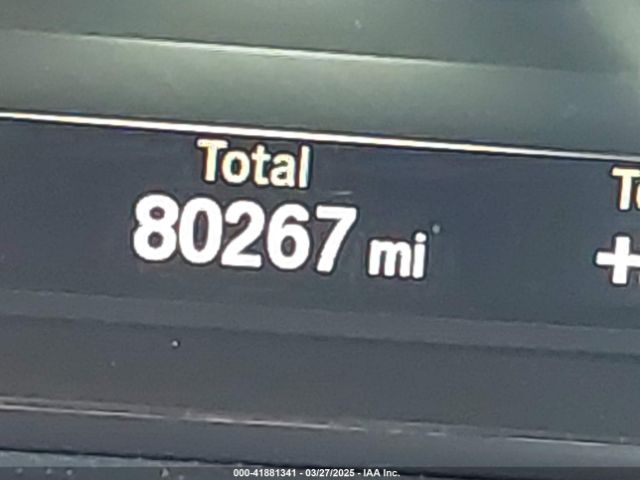 Total
80267 mi
000-41881341 - 03/27/2025 - IAA Inc.